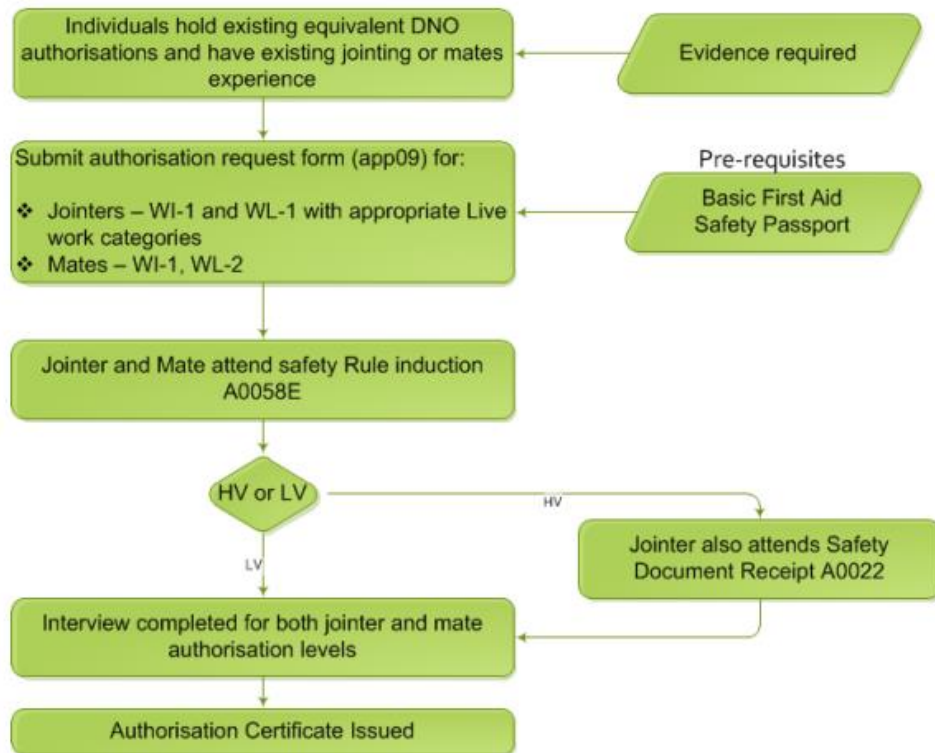 Individuals hold existing equivalent DNO
authorisations and have existing jointing or mates
experience
Evidence required
Submit authorisation request form (app09) for:
❖ Jointers – WI-1 and WL-1 with appropriate Live
work categories
❖ Mates – WI-1, WL-2
Pre-requisites
Basic First Aid
Safety Passport
Jointer and Mate attend safety Rule induction
A0058E
HV or LV
HV
LV
Jointer also attends Safety
Document Receipt A0022
Interview completed for both jointer and mate
authorisation levels
Authorisation Certificate Issued